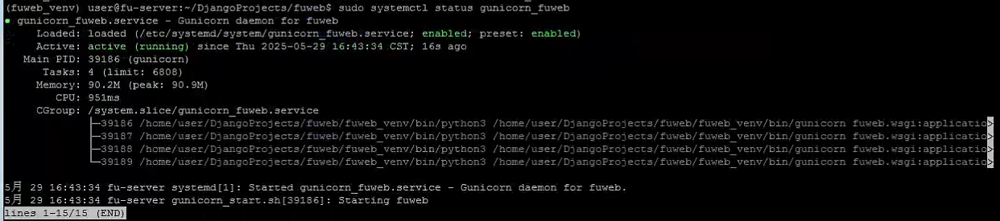 (fuweb_venv) user@fu-server:~/DjangoProjects/fuweb$ sudo systemctl status gunicorn_fuweb
● gunicorn_fuweb.service - Gunicorn daemon for fuweb
Loaded: loaded (/etc/systemd/system/gunicorn_fuweb.service; enabled; preset: enabled)
Active: active (running) since Thu 2025-05-29 16:43:34 CST; 16s ago
Main PID: 39186 (gunicorn)
Tasks: 4 (limit: 6808)
Memory: 90.2M (peak: 90.9M)
CPU: 951ms
CGroup: /system.slice/gunicorn_fuweb.service
├─39186 /home/user/DjangoProjects/fuweb/fuweb_venv/bin/python3 /home/user/DjangoProjects/fuweb/fuweb_venv/bin/gunicorn fuweb.wsgi:applicatio>
├─39187 /home/user/DjangoProjects/fuweb/fuweb_venv/bin/python3 /home/user/DjangoProjects/fuweb/fuweb_venv/bin/gunicorn fuweb.wsgi:applicatio>
├─39188 /home/user/DjangoProjects/fuweb/fuweb_venv/bin/python3 /home/user/DjangoProjects/fuweb/fuweb_venv/bin/gunicorn fuweb.wsgi:applicatio>
└─39189 /home/user/DjangoProjects/fuweb/fuweb_venv/bin/python3 /home/user/DjangoProjects/fuweb/fuweb_venv/bin/gunicorn fuweb.wsgi:applicatio>
5月 29 16:43:34 fu-server systemd[1]: Started gunicorn_fuweb.service - Gunicorn daemon for fuweb.
5月 29 16:43:34 fu-server gunicorn_start.sh[39186]: Starting fuweb
lines 1-15/15 (END)